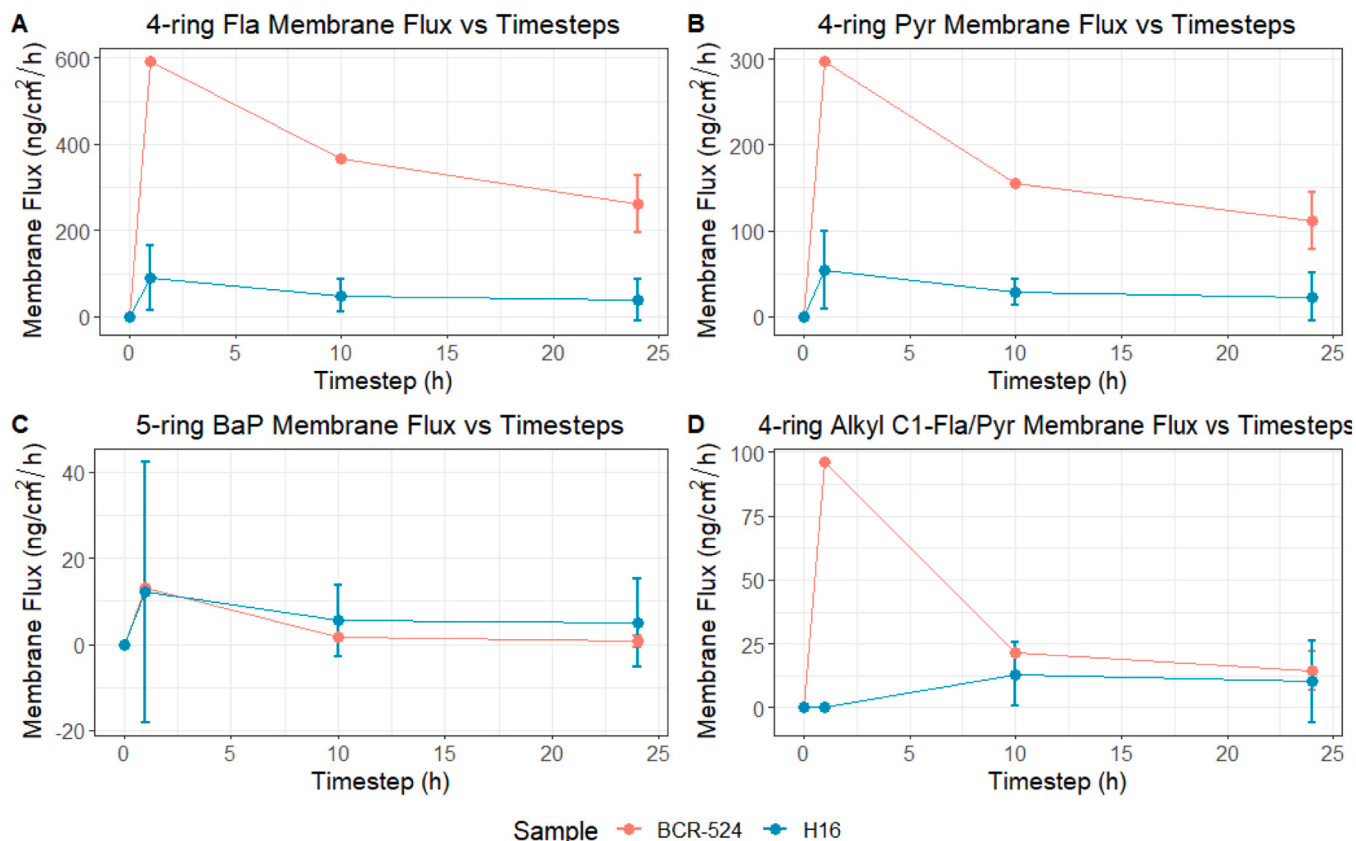 A
4-ring Fla Membrane Flux vs Timesteps
Membrane Flux (ng/cm²/h)
600
400
200
0
0 5 10 15 20 25
Timestep (h)
B
4-ring Pyr Membrane Flux vs Timesteps
Membrane Flux (ng/cm²/h)
300
200
100
0
0 5 10 15 20 25
Timestep (h)
C
5-ring BaP Membrane Flux vs Timesteps
Membrane Flux (ng/cm²/h)
40
20
0
-20
0 5 10 15 20 25
Timestep (h)
D
4-ring Alkyl C1-Fla/Pyr Membrane Flux vs Timesteps
Membrane Flux (ng/cm²/h)
100
75
50
25
0
0 5 10 15 20 25
Timestep (h)
Sample BCR-524 H16